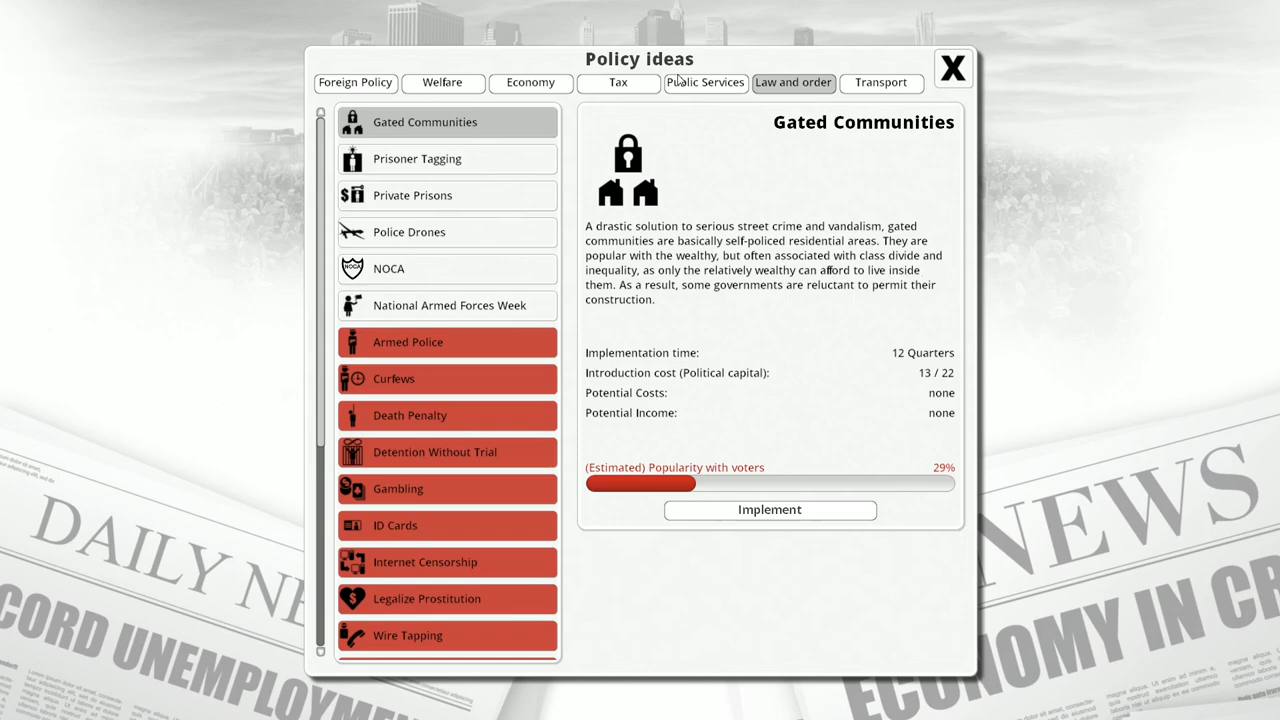 Policy ideas
X
Foreign Policy
Welfare
Economy
Tax
Public Services
Law and order
Transport
Gated Communities
Prisoner Tagging
Private Prisons
Police Drones
NOCA
NOCA
National Armed Forces Week
Armed Police
Curfews
Death Penalty
Detention Without Trial
Gambling
ID Cards
Internet Censorship
Legalize Prostitution
Wire Tapping
Gated Communities
A drastic solution to serious street crime and vandalism, gated
communities are basically self-policed residential areas. They are
popular with the wealthy, but often associated with class divide and
inequality, as only the relatively wealthy can afford to live inside
them. As a result, some governments are reluctant to permit their
construction.
Implementation time: 12 Quarters
Introduction cost (Political capital): 13 / 22
Potential Costs: none
Potential Income: none
(Estimated) Popularity with voters 29%
Implement
DAILY NE
CORD UNEMPLOYM
NEWS
ECONOMY IN CR